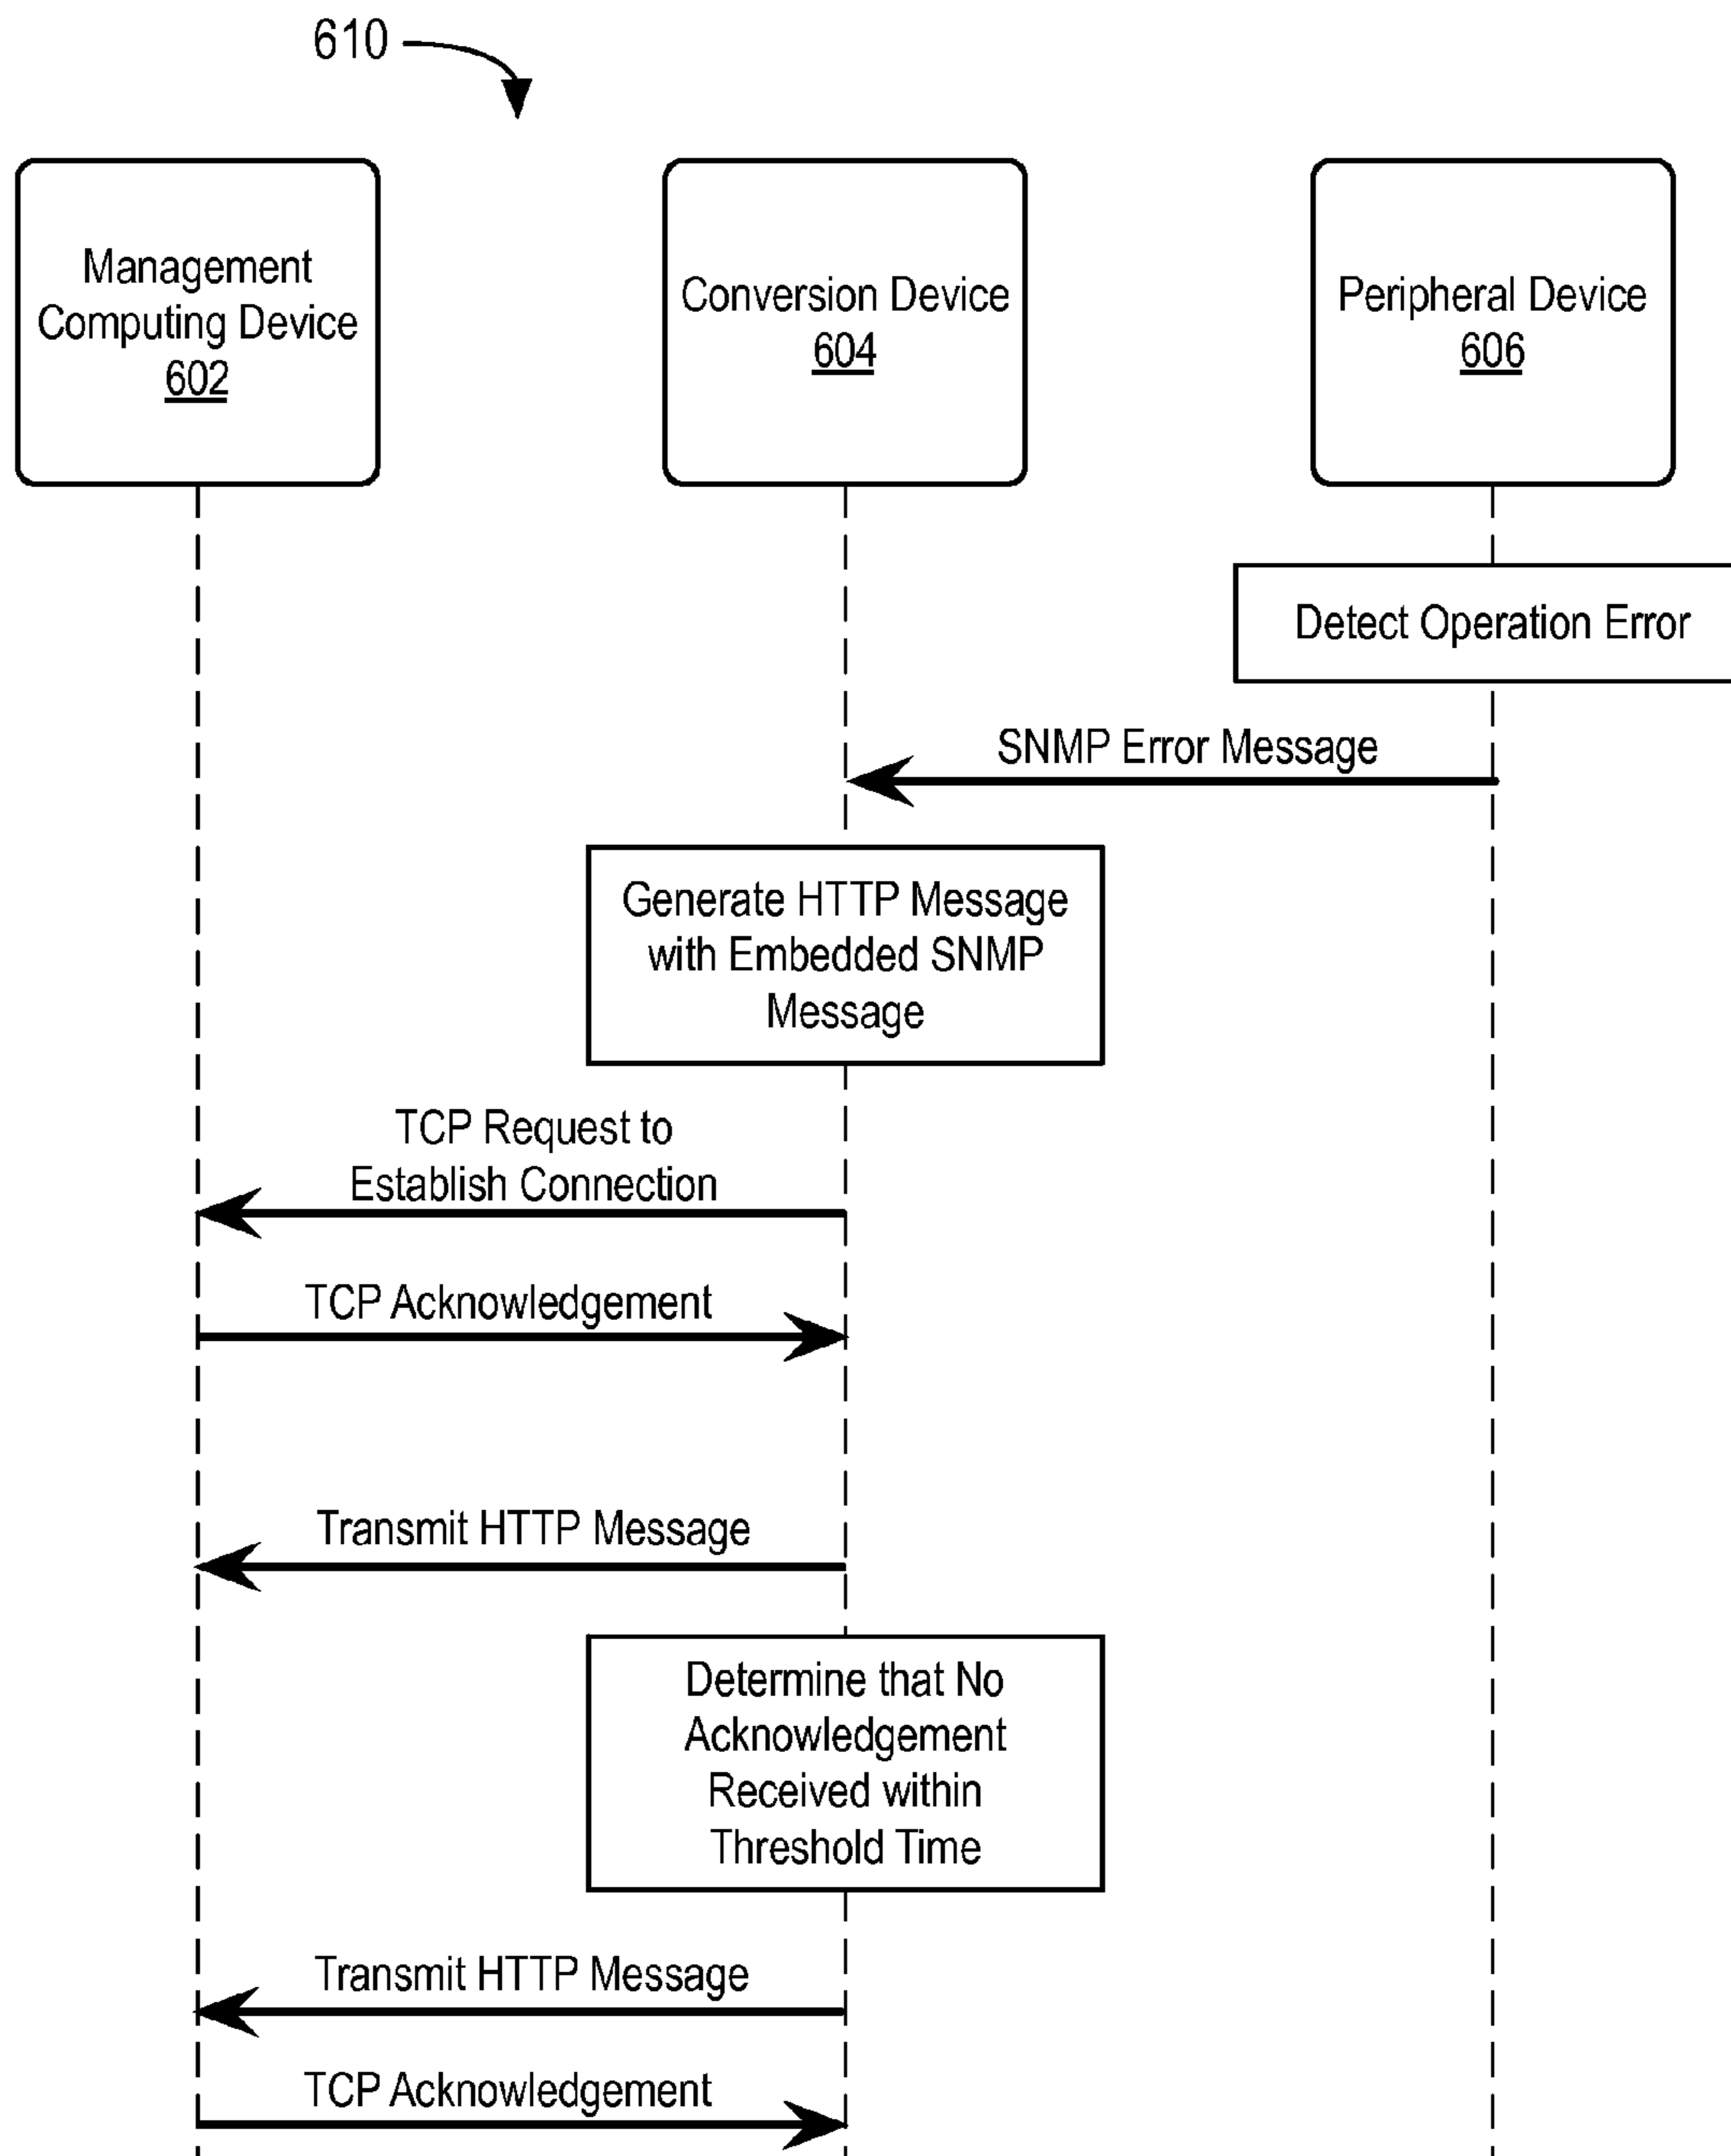 610
Management
Computing Device
602
Conversion Device
604
Peripheral Device
606
Detect Operation Error
SNMP Error Message
Generate HTTP Message
with Embedded SNMP
Message
TCP Request to
Establish Connection
TCP Acknowledgement
Transmit HTTP Message
Determine that No
Acknowledgement
Received within
Threshold Time
Transmit HTTP Message
TCP Acknowledgement